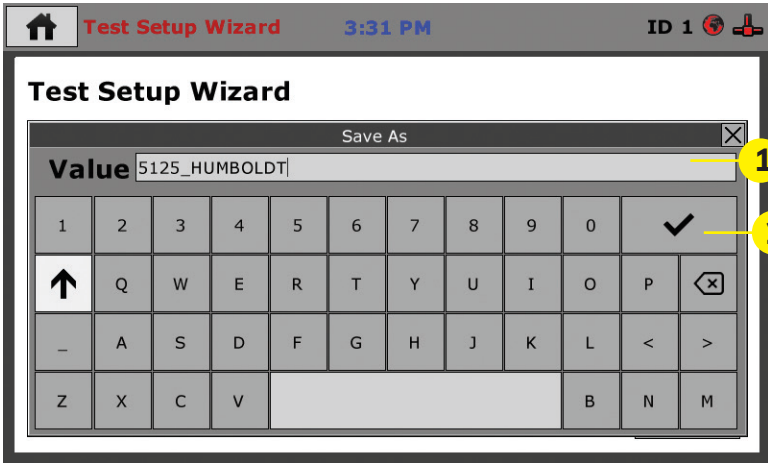 Test Setup Wizard 3:31 PM ID 1
Test Setup Wizard
Save As
Value 5125_HUMBOLDT 1
1 2 3 4 5 6 7 8 9 0
Q W E R T Y U I O P
_ A S D F G H J K L < >
Z X C V B N M